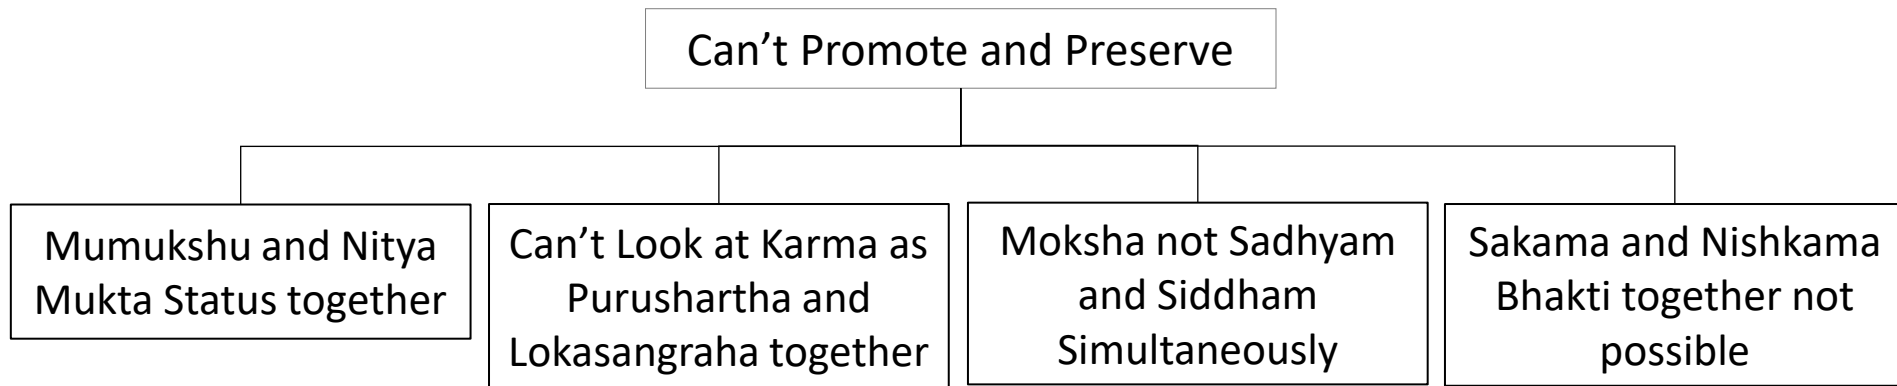 Can’t Promote and Preserve
Mumukshu and Nitya
Mukta Status together
Can’t Look at Karma as
Purushartha and
Lokasangraha together
Moksha not Sadhyam
and Siddham
Simultaneously
Sakama and Nishkama
Bhakti together not
possible